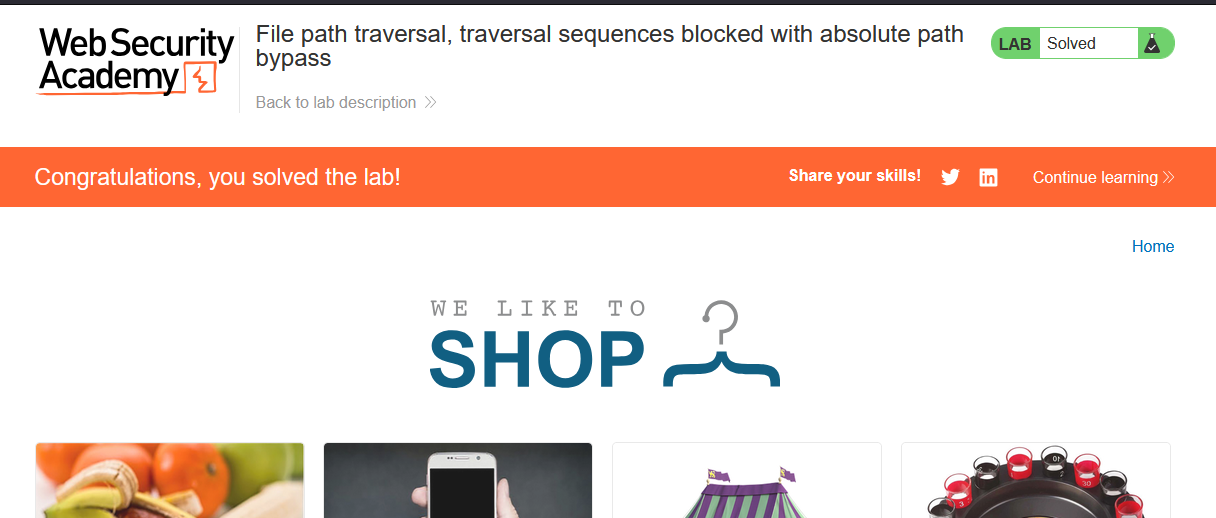 Web Security
Academy
File path traversal, traversal sequences blocked with absolute path
bypass
LAB
Solved
Back to lab description
Congratulations, you solved the lab!
Share your skills!
in
Continue learning
Home
WE LIKE TO
SHOP